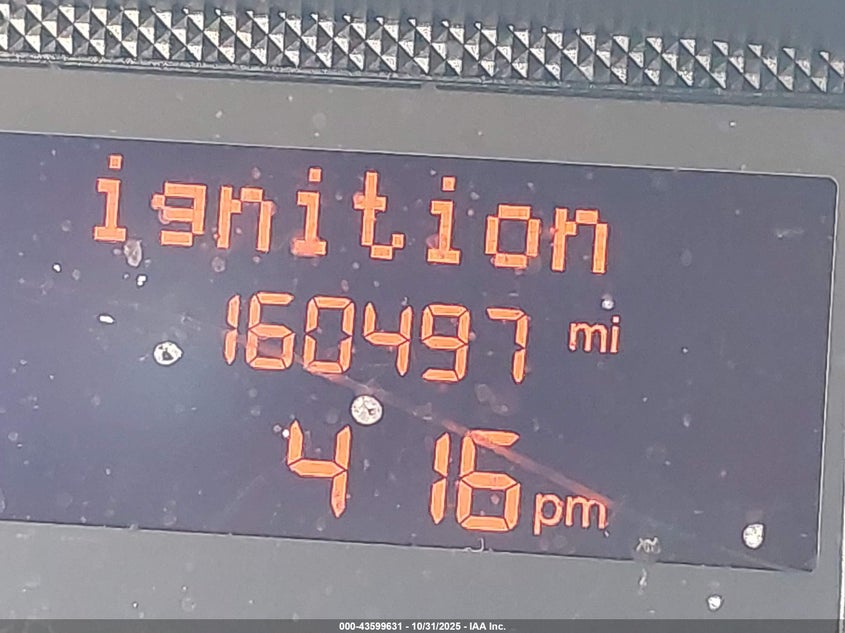 ignition
160497 mi
4 16 pm
000-43599631 - 10/31/2025 - IAA Inc.